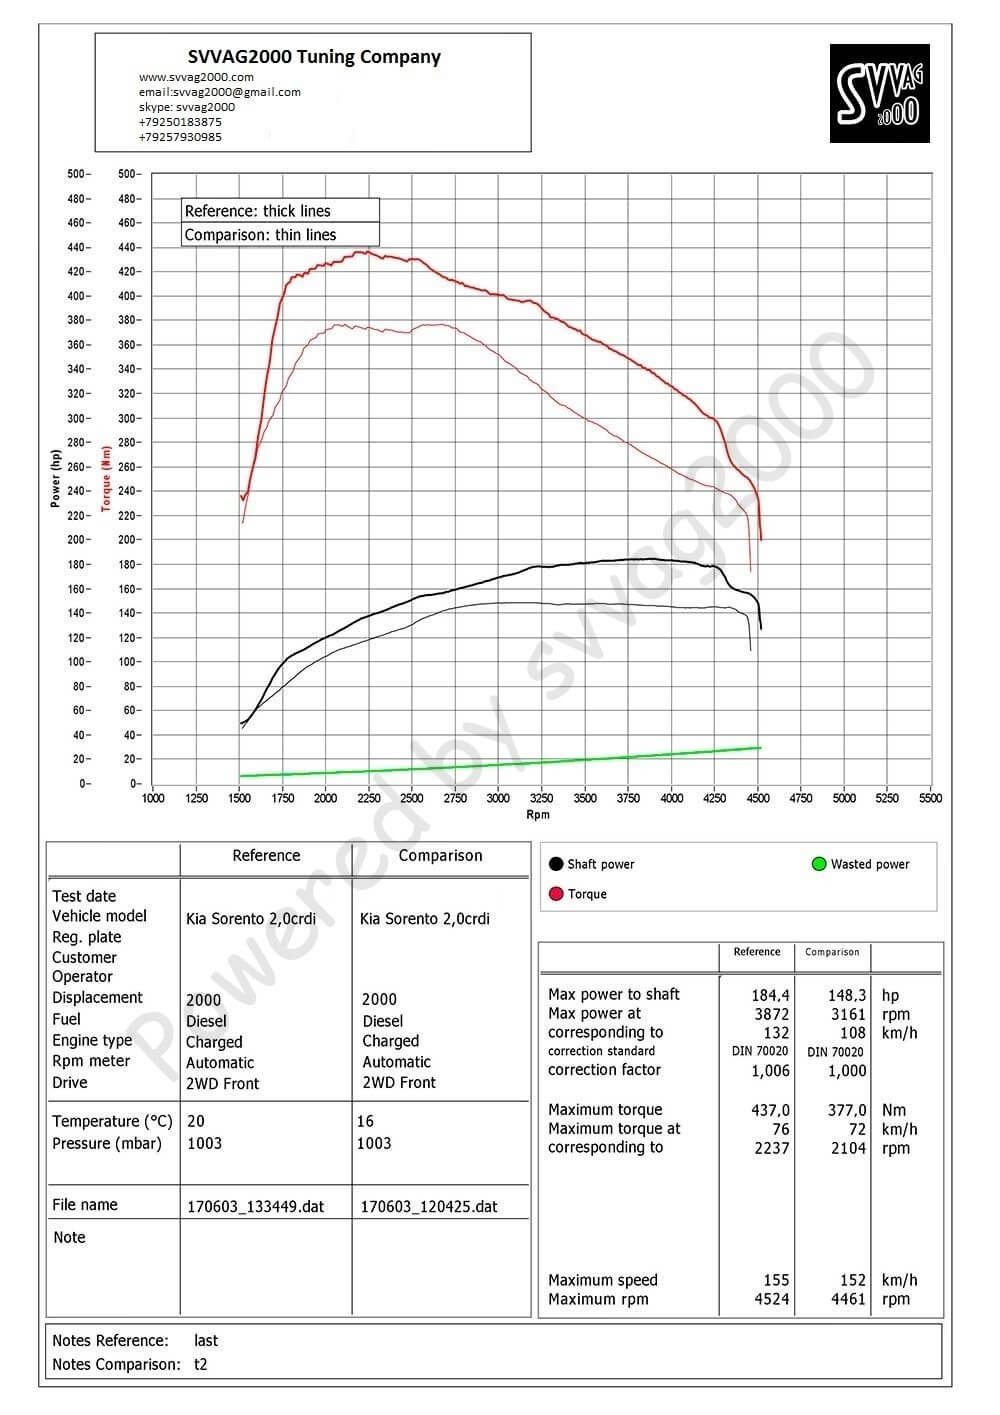 SVVAG2000 Tuning Company
www.svvag2000.com
email:svvag2000@gmail.com
skype: svvag2000
+79250183875
+79257930985
SVVAG
2000
500 500
480 480
460 460
440 440
420 420
400 400
380 380
360 360
340 340
320 320
300 300
280 280
260 260
240 240
220 220
200 200
180 180
160 160
140 140
120 120
100 100
80 80
60 60
40 40
20 20
0 0
Power (hp)
Torque (Nm)
Reference: thick lines
Comparison: thin lines
1000 1250 1500 1750 2000 2250 2500 2750 3000 3250 3500 3750 4000 4250 4500 4750 5000 5250 5500
Rpm
Powered by svvag2000
Reference Comparison
Test date
Vehicle model Kia Sorento 2,0crdi Kia Sorento 2,0crdi
Reg. plate
Customer
Operator
Displacement 2000 2000
Fuel Diesel Diesel
Engine type Charged Charged
Rpm meter Automatic Automatic
Drive 2WD Front 2WD Front
Temperature (°C) 20 16
Pressure (mbar) 1003 1003
File name 170603_133449.dat 170603_120425.dat
Note
Shaft power Wasted power
Torque
Reference Comparison
Max power to shaft 184,4 148,3 hp
Max power at 3872 3161 rpm
corresponding to 132 108 km/h
correction standard DIN 70020 DIN 70020
correction factor 1,006 1,000
Maximum torque 437,0 377,0 Nm
Maximum torque at 76 72 km/h
corresponding to 2237 2104 rpm
Maximum speed 155 152 km/h
Maximum rpm 4524 4461 rpm
Notes Reference: last
Notes Comparison: t2